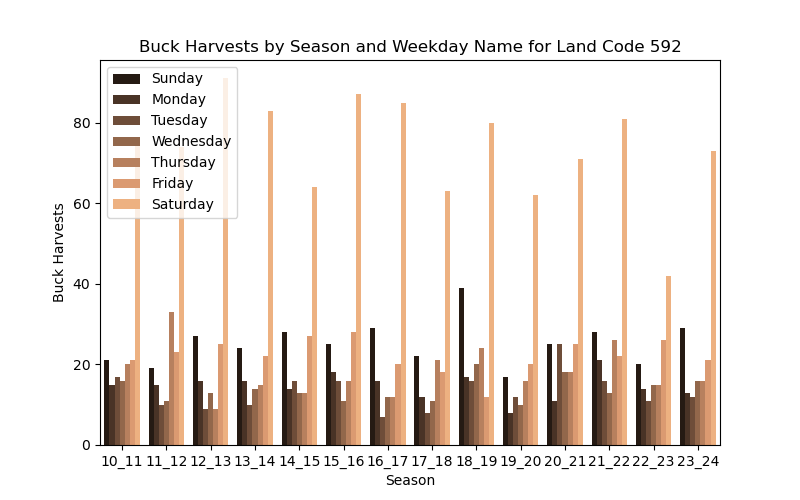 Buck Harvests by Season and Weekday Name for Land Code 592
Sunday
Monday
Tuesday
Wednesday
Thursday
Friday
Saturday
80
60
40
20
0
Buck Harvests
10_11 11_12 12_13 13_14 14_15 15_16 16_17 17_18 18_19 19_20 20_21 21_22 22_23 23_24
Season